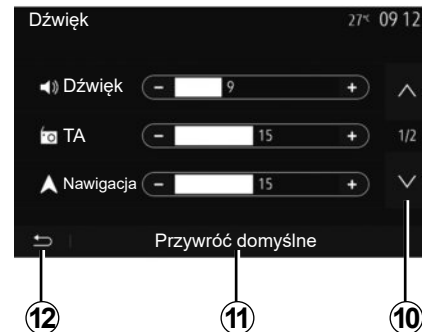 Dźwięk 27°c 09 12
Dźwięk - 9 +
TA - 15 + 1/2
Nawigacja - 15 +
Przywróć domyślne
12 11 10